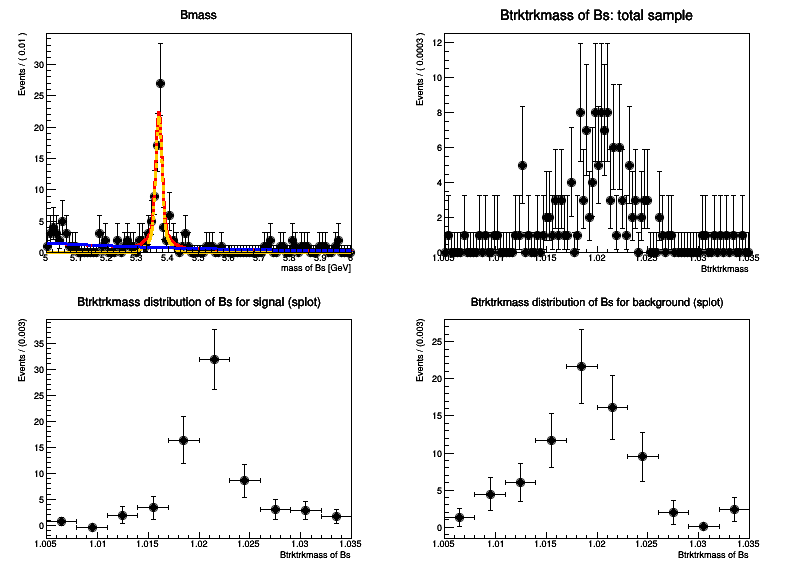 Bmass
Events / ( 0.01 )
30
25
20
15
10
5
0
5 5.1 5.2 5.3 5.4 5.5 5.6 5.7 5.8 5.9 6
mass of Bs [GeV]
Btrktrkmass of Bs: total sample
Events / ( 0.0003 )
12
10
8
6
4
2
0
1.005 1.01 1.015 1.02 1.025 1.03 1.035
Btrktrkmass
Btrktrkmass distribution of Bs for signal (splot)
Events / (0.003)
35
30
25
20
15
10
5
0
1.005 1.01 1.015 1.02 1.025 1.03 1.035
Btrktrkmass of Bs
Btrktrkmass distribution of Bs for background (splot)
Events / (0.003)
25
20
15
10
5
0
1.005 1.01 1.015 1.02 1.025 1.03 1.035
Btrktrkmass of Bs